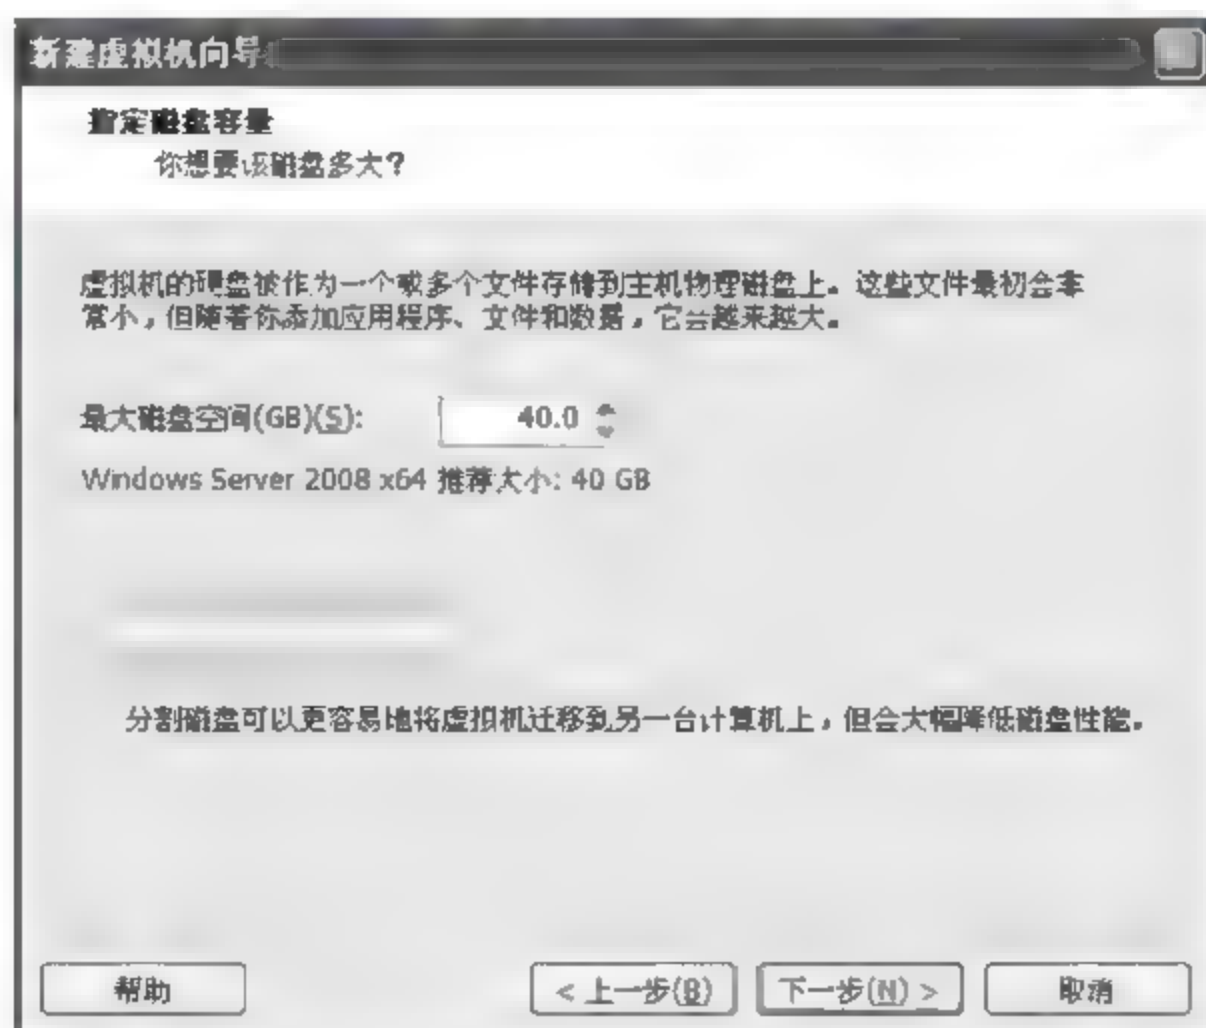 新建虚拟机向导
指定磁盘容量
你想要该磁盘多大?
虚拟机的硬盘被作为一个或多个文件存储到主机物理磁盘上。这些文件最初会非
常小，但随着你添加应用程序、文件和数据，它会越来越大。
最大磁盘空间(GB)(S): 40.0
Windows Server 2008 x64 推荐大小: 40 GB
分割磁盘可以更容易地将虚拟机迁移到另一台计算机上，但会大幅降低磁盘性能。
帮助 < 上一步(B) 下一步(N) > 取消